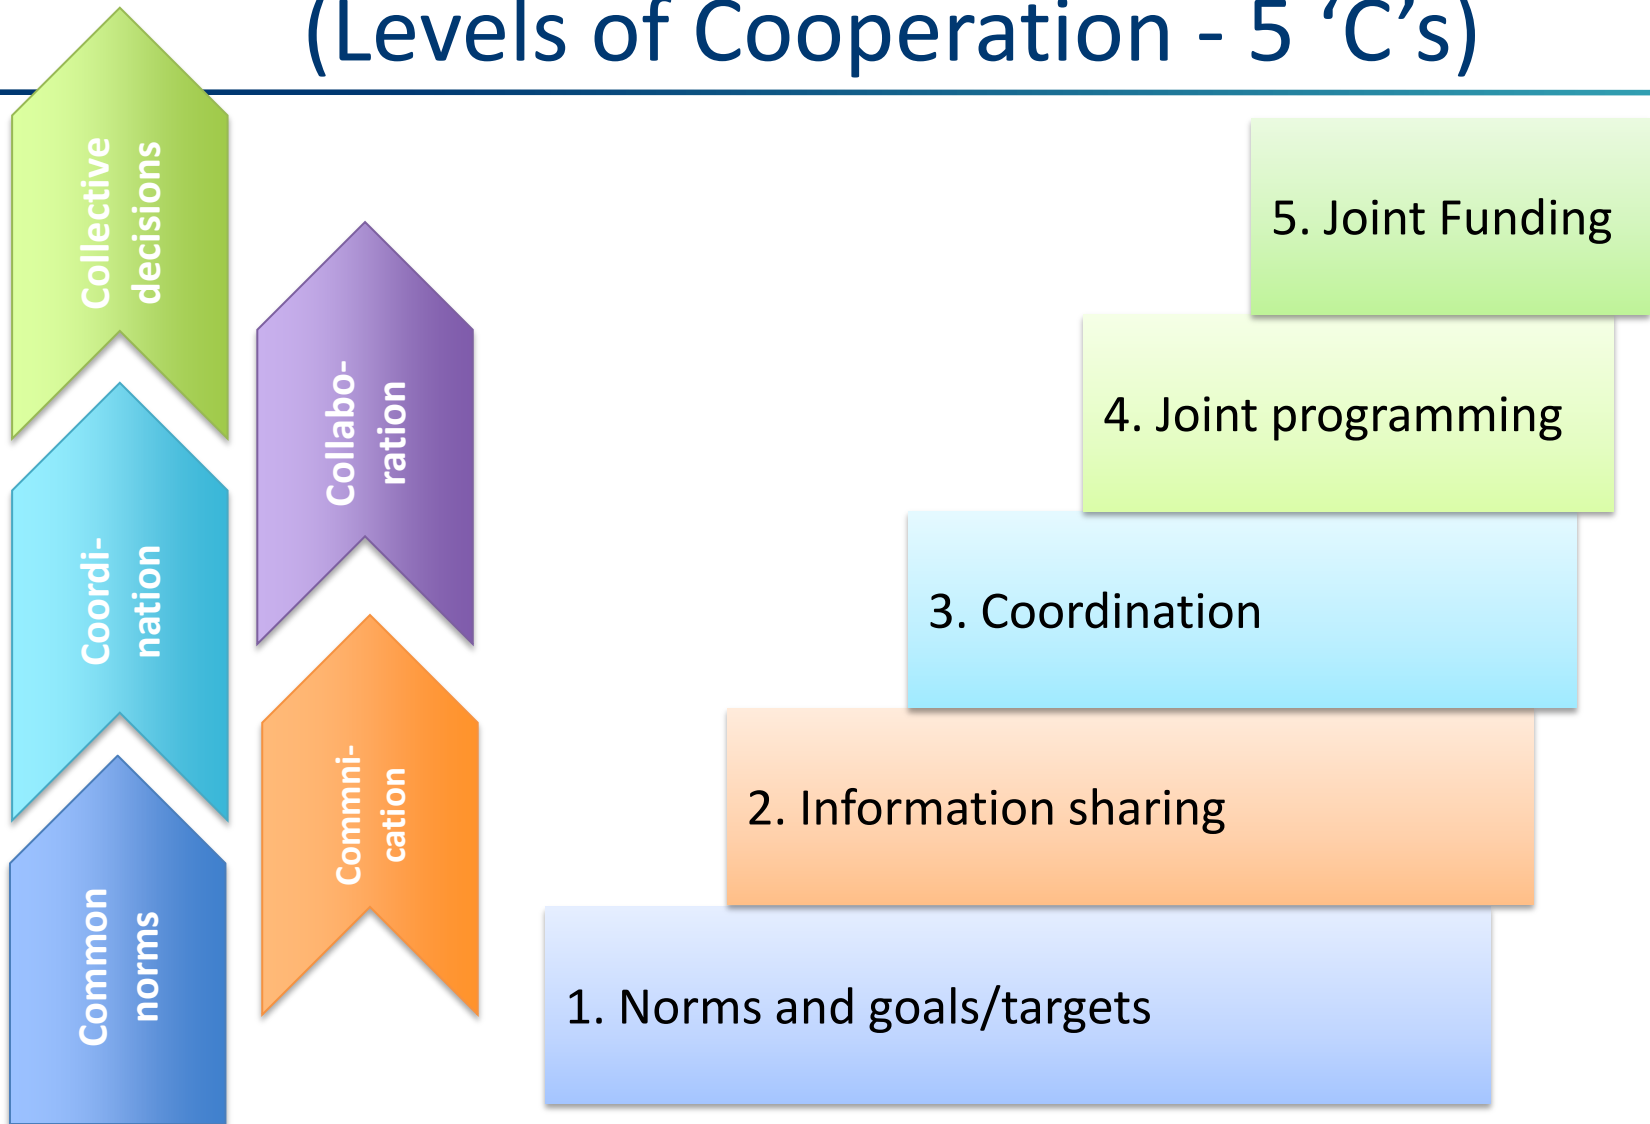 (Levels of Cooperation - 5 ‘C’s)
Collective
decisions
Collabo-
ration
Coordi-
nation
Commni-
cation
Common
norms
5. Joint Funding
4. Joint programming
3. Coordination
2. Information sharing
1. Norms and goals/targets